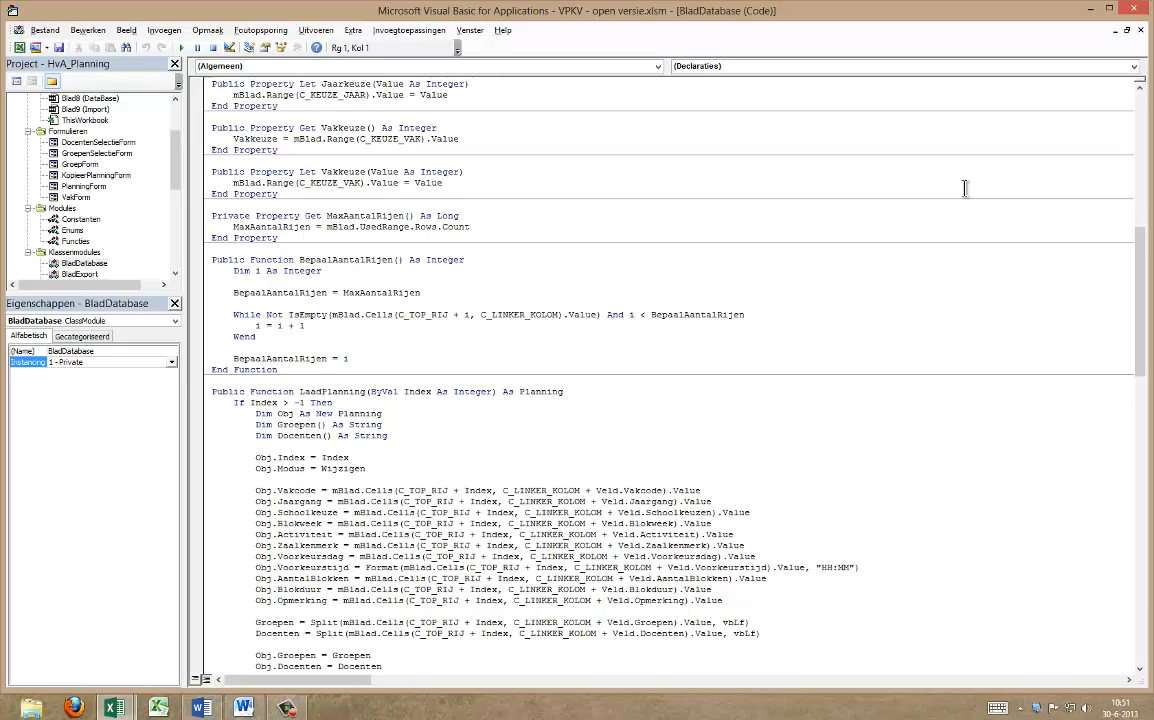 Microsoft Visual Basic for Applications - VPKV - open versie.xlsm - [BladDatabase (Code)]
Bestand Bewerken Beeld Invoegen Opmaak Foutopsporing Uitvoeren Extra Invoegtoepassingen Venster Help
Rg 1, Kol 1
Project - HvA_Planning
Blad8 (DataBase)
Blad9 (Import)
ThisWorkbook
Formulieren
DocentenSelectieForm
GroepenSelectieForm
GroepForm
KopieerPlanningForm
PlanningForm
VakForm
Modules
Constanten
Enums
Functies
Klassenmodules
BladDatabase
BladExport
Eigenschappen - BladDatabase
BladDatabase ClassModule
Alfabetisch Gecategoriseerd
(Name) BladDatabase
Instancing 1 - Private
(Algemeen) (Declaraties)
Public Property Let Jaarkeuze(Value As Integer)
mBlad.Range(C_KEUZE_JAAR).Value = Value
End Property
Public Property Get Vakkeuze() As Integer
Vakkeuze = mBlad.Range(C_KEUZE_VAK).Value
End Property
Public Property Let Vakkeuze(Value As Integer)
mBlad.Range(C_KEUZE_VAK).Value = Value
End Property
Private Property Get MaxAantalRijen() As Long
MaxAantalRijen = mBlad.UsedRange.Rows.Count
End Property
Public Function BepaalAantalRijen() As Integer
Dim i As Integer
BepaalAantalRijen = MaxAantalRijen
While Not IsEmpty(mBlad.Cells(C_TOP_RIJ + i, C_LINKER_KOLOM).Value) And i < BepaalAantalRijen
i = i + 1
Wend
BepaalAantalRijen = i
End Function
Public Function LaadPlanning(ByVal Index As Integer) As Planning
If Index > -1 Then
Dim Obj As New Planning
Dim Groepen() As String
Dim Docenten() As String
Obj.Index = Index
Obj.Modus = Wijzigen
Obj.Vakcode = mBlad.Cells(C_TOP_RIJ + Index, C_LINKER_KOLOM + Veld.Vakcode).Value
Obj.Jaargang = mBlad.Cells(C_TOP_RIJ + Index, C_LINKER_KOLOM + Veld.Jaargang).Value
Obj.Schoolkeuze = mBlad.Cells(C_TOP_RIJ + Index, C_LINKER_KOLOM + Veld.Schoolkeuzen).Value
Obj.Blokweek = mBlad.Cells(C_TOP_RIJ + Index, C_LINKER_KOLOM + Veld.Blokweek).Value
Obj.Activiteit = mBlad.Cells(C_TOP_RIJ + Index, C_LINKER_KOLOM + Veld.Activiteit).Value
Obj.Zaalkenmerk = mBlad.Cells(C_TOP_RIJ + Index, C_LINKER_KOLOM + Veld.Zaalkenmerk).Value
Obj.Voorkeursdag = mBlad.Cells(C_TOP_RIJ + Index, C_LINKER_KOLOM + Veld.Voorkeursdag).Value
Obj.Voorkeurstijd = Format(mBlad.Cells(C_TOP_RIJ + Index, C_LINKER_KOLOM + Veld.Voorkeurstijd).Value, "HH:MM")
Obj.AantalBlokken = mBlad.Cells(C_TOP_RIJ + Index, C_LINKER_KOLOM + Veld.AantalBlokken).Value
Obj.Blokduur = mBlad.Cells(C_TOP_RIJ + Index, C_LINKER_KOLOM + Veld.Blokduur).Value
Obj.Opmerking = mBlad.Cells(C_TOP_RIJ + Index, C_LINKER_KOLOM + Veld.Opmerking).Value
Groepen = Split(mBlad.Cells(C_TOP_RIJ + Index, C_LINKER_KOLOM + Veld.Groepen).Value, vbLf)
Docenten = Split(mBlad.Cells(C_TOP_RIJ + Index, C_LINKER_KOLOM + Veld.Docenten).Value, vbLf)
Obj.Groepen = Groepen
Obj.Docenten = Docenten
10:51
30-6-2013